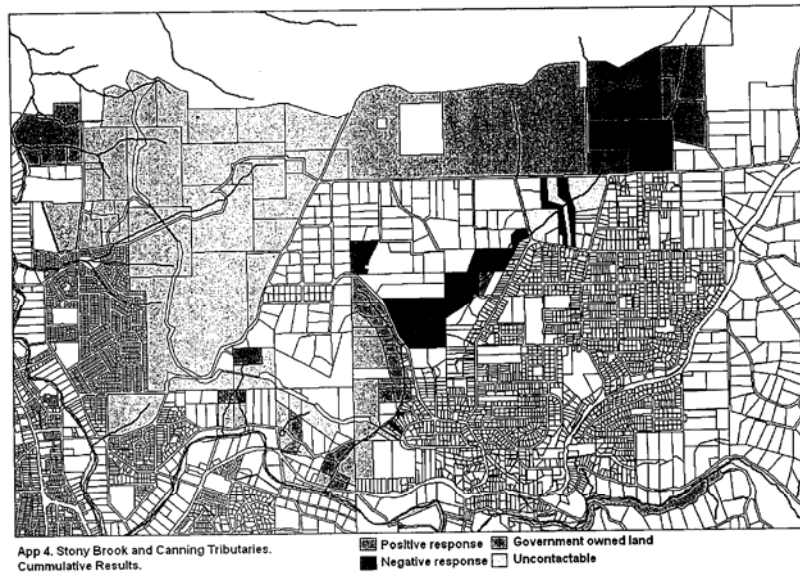 App 4. Stony Brook and Canning Tributaries.
Cummulative Results.
Positive response
Government owned land
Negative response
Uncontactable